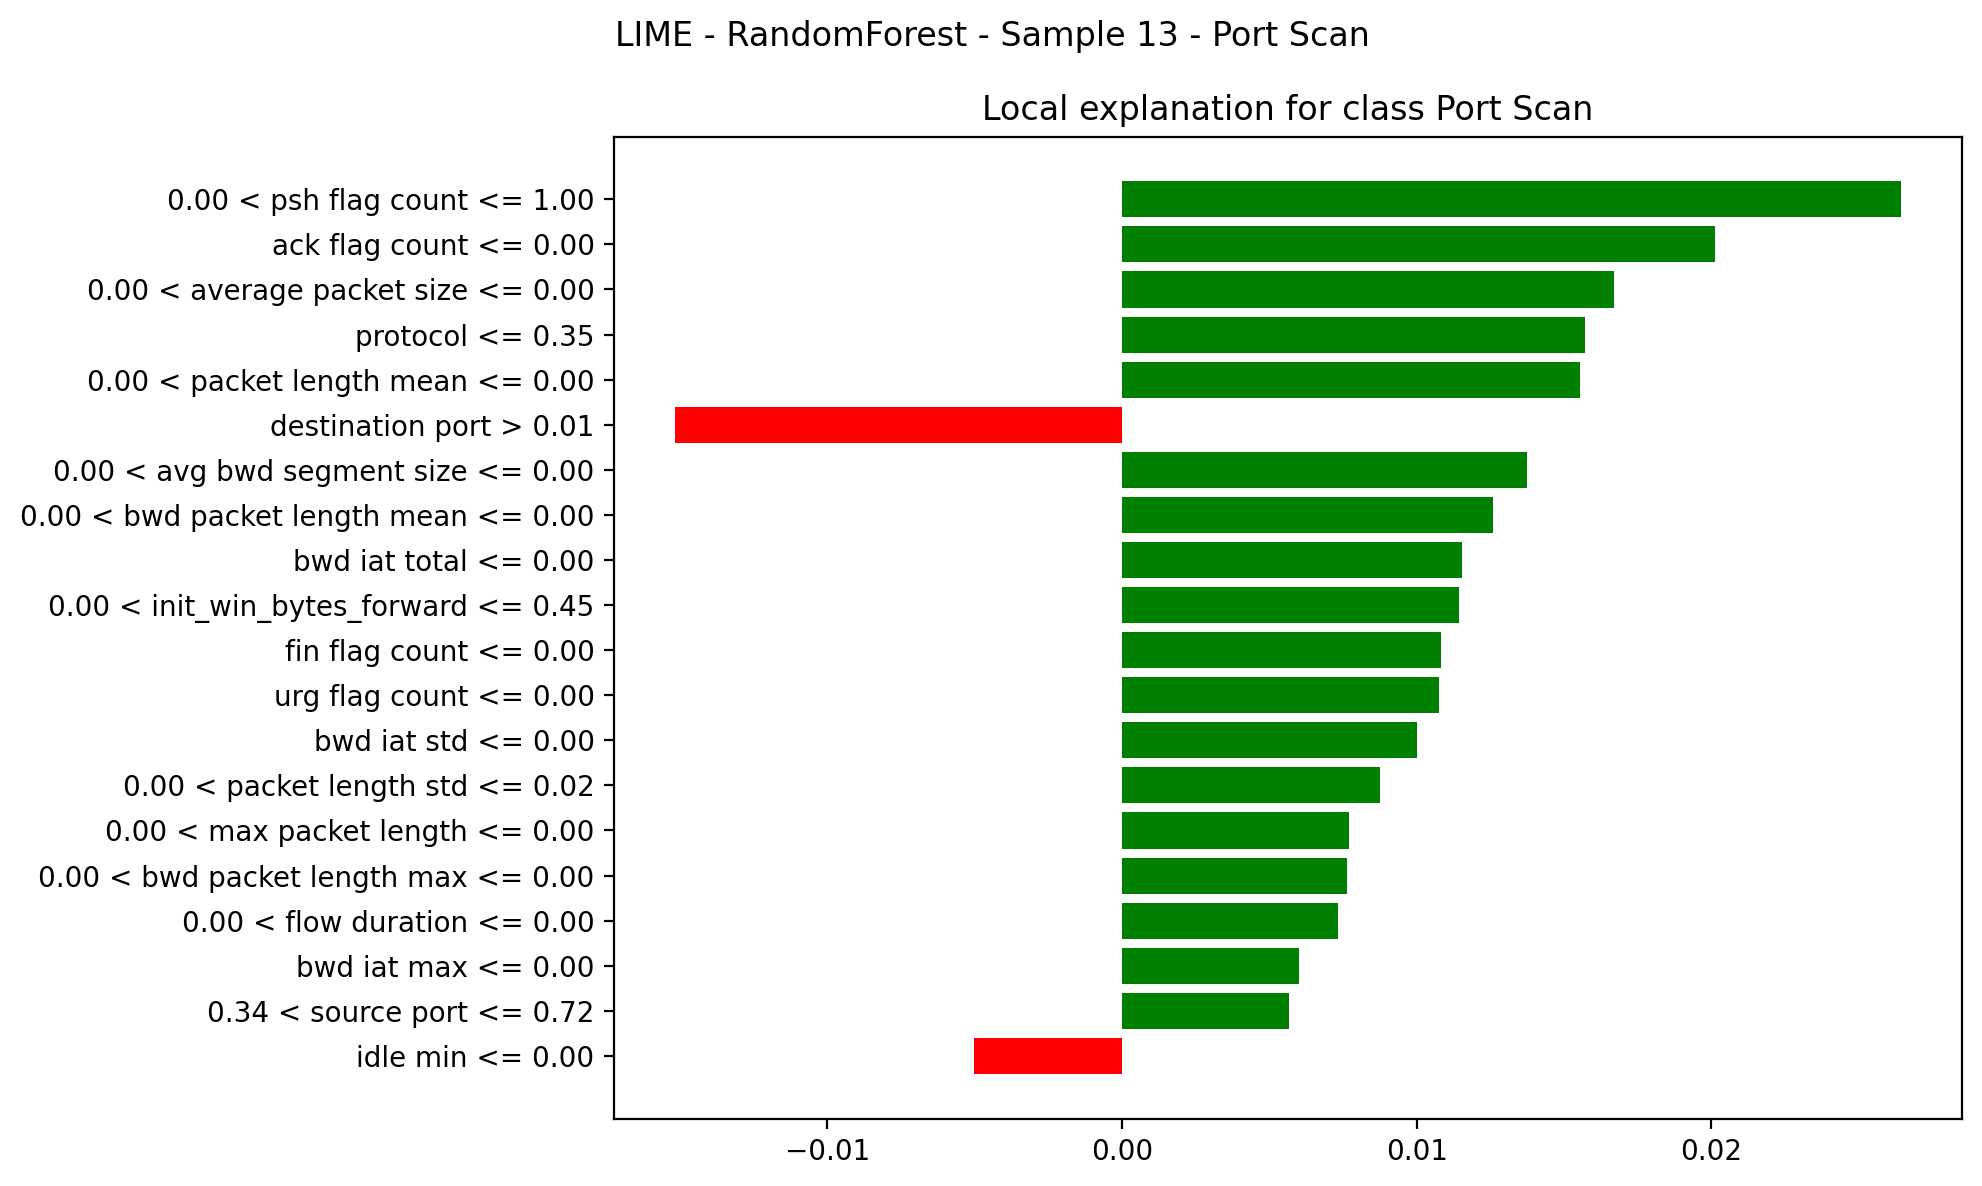 LIME - RandomForest - Sample 13 - Port Scan
Local explanation for class Port Scan
0.00 < psh flag count <= 1.00
ack flag count <= 0.00
0.00 < average packet size <= 0.00
protocol <= 0.35
0.00 < packet length mean <= 0.00
destination port > 0.01
0.00 < avg bwd segment size <= 0.00
0.00 < bwd packet length mean <= 0.00
bwd iat total <= 0.00
0.00 < init_win_bytes_forward <= 0.45
fin flag count <= 0.00
urg flag count <= 0.00
bwd iat std <= 0.00
0.00 < packet length std <= 0.02
0.00 < max packet length <= 0.00
0.00 < bwd packet length max <= 0.00
0.00 < flow duration <= 0.00
bwd iat max <= 0.00
0.34 < source port <= 0.72
idle min <= 0.00
−0.01 0.00 0.01 0.02